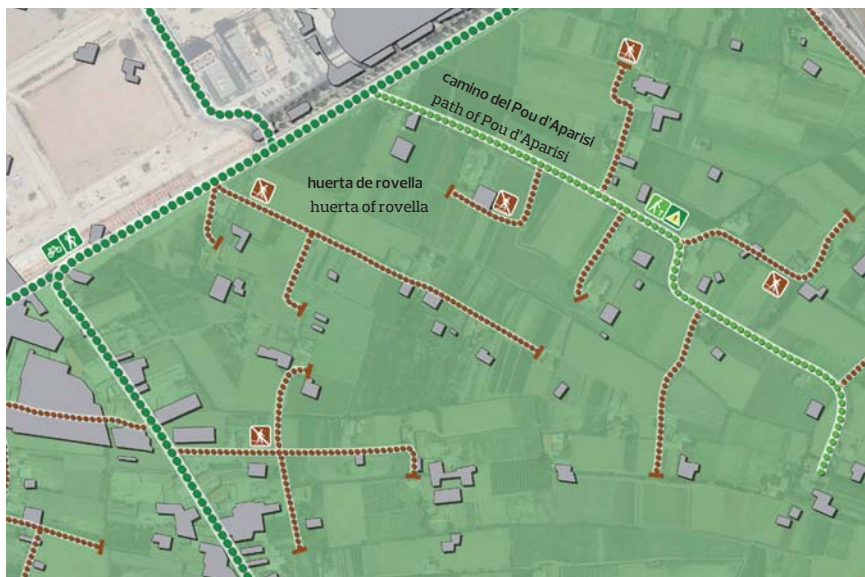 camino del Pou d'Aparisi
path of Pou d'Aparisi
huerta de rovella
huerta of rovella